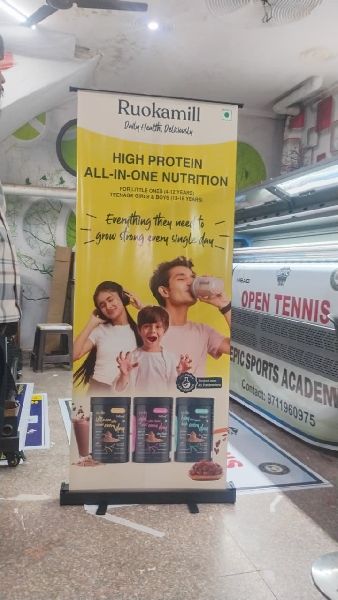 Ruokamill
Daily Health, Deliciously
HIGH PROTEIN
ALL-IN-ONE NUTRITION
FOR LITTLE ONES (4-12 YEARS)
TEENAGE GIRLS & BOYS (13-18 YEARS)
Everything they need to
grow strong every single day
OPEN TENNIS
EPIC SPORTS ACADEM
Contact: 9711960975